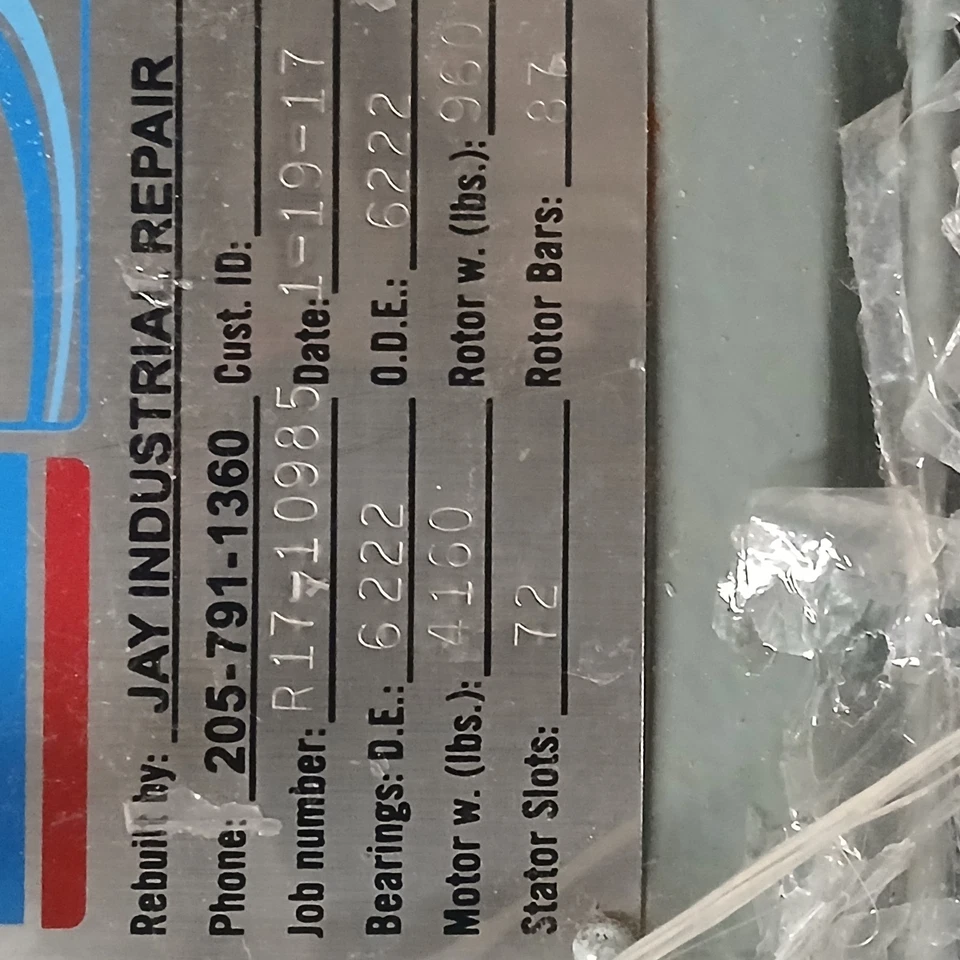 Rebuilt by: JAY INDUSTRIAL REPAIR
Phone: 205-791-1360 Cust. ID:
Job number: R17-10985 Date: 1-19-17
Bearings: D.E.: 6222 O.D.E.: 6222
Motor w. (lbs.): 4160 Rotor w. (lbs.): 960
Stator Slots: 72 Rotor Bars: